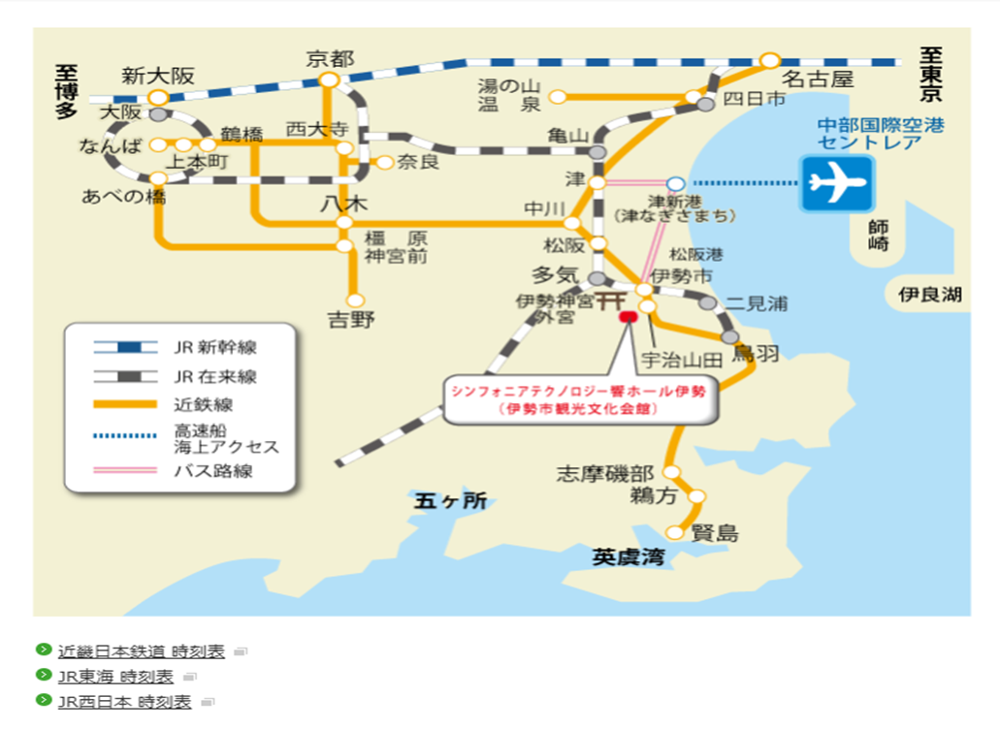 至博多
新大阪
京都
名古屋
至東京
大阪
湯の山
温泉
四日市
なんば
鶴橋
西大寺
亀山
中部国際空港
セントレア
上本町
奈良
津
あべの橋
八木
中川
津新港
(津なぎさまち)
師崎
橿原
神宮前
松阪
松阪港
多気
伊勢市
伊良湖
吉野
伊勢神宮
外宮
二見浦
宇治山田
鳥羽
JR 新幹線
JR 在来線
近鉄線
高速船
海上アクセス
バス路線
シンフォニアテクノロジー響ホール伊勢
(伊勢市観光文化会館)
志摩磯部
鵜方
五ヶ所
賢島
英虞湾
近畿日本鉄道 時刻表
JR東海 時刻表
JR西日本 時刻表